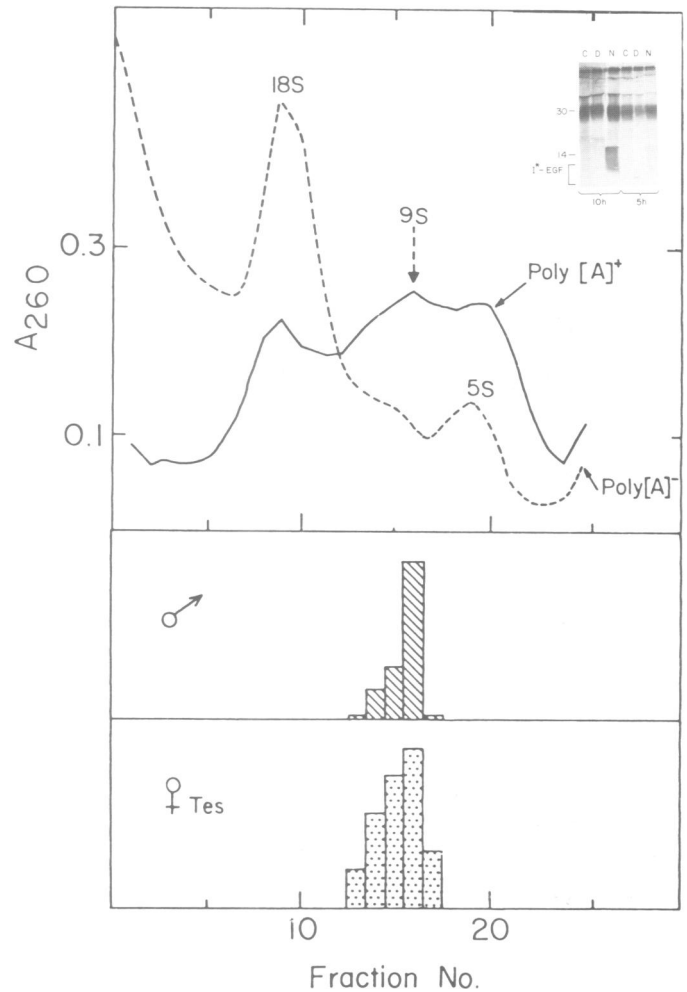 18S
C D N C D N
30
14
I*-EGF
10h 5h
9S
0.3
Poly [A]+
A260
5S
0.1
Poly[A]-
♂
♀ Tes
10 20
Fraction No.